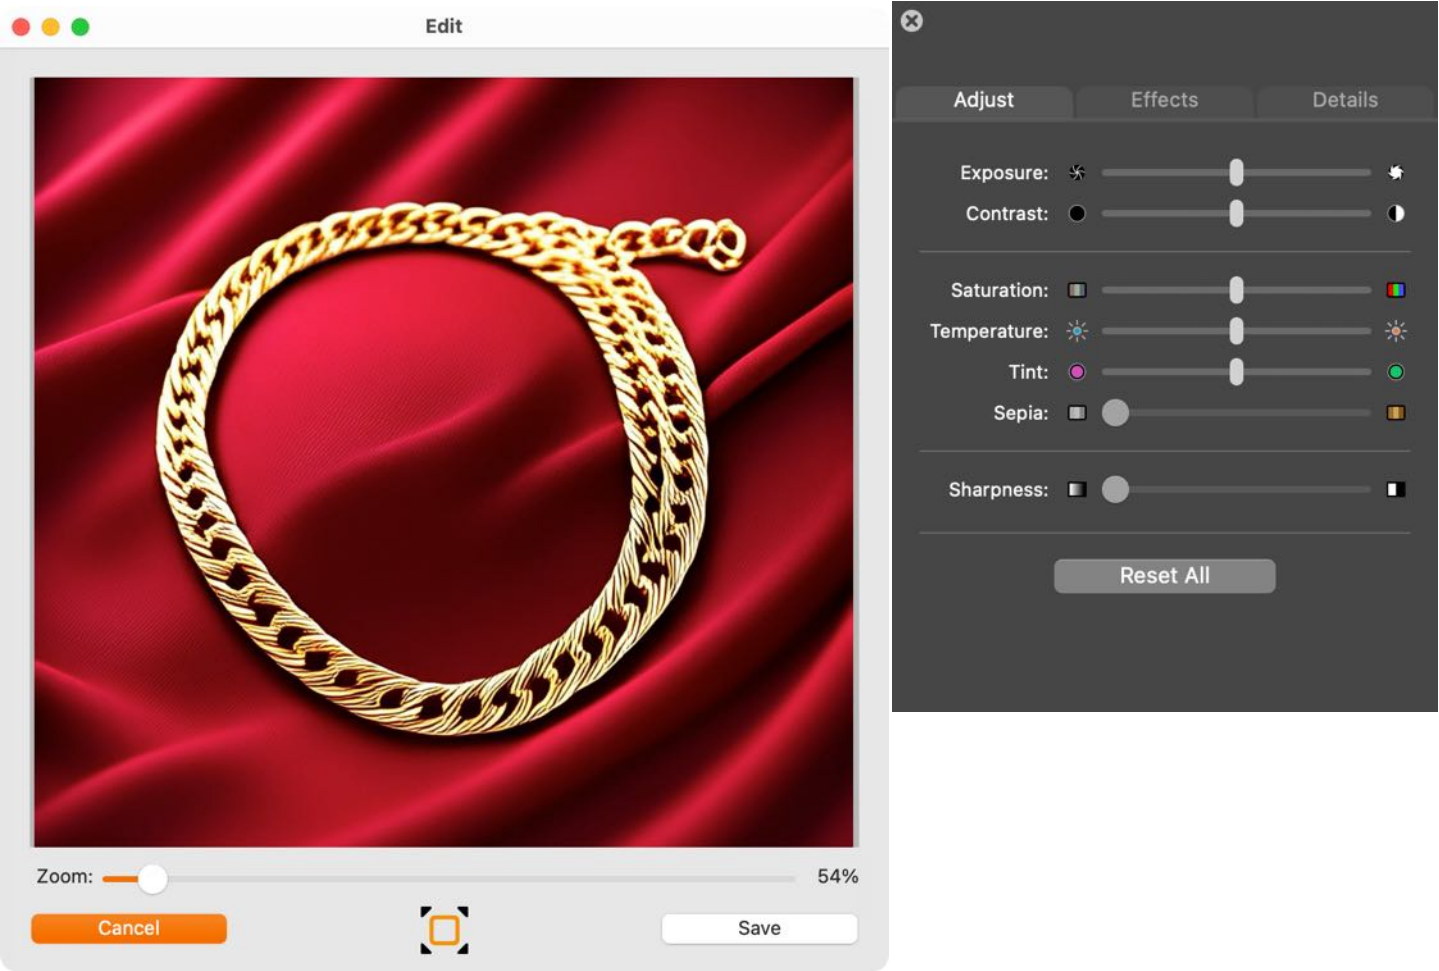 Edit
Zoom:
54%
Cancel
Save
Adjust
Effects
Details
Exposure:
Contrast:
Saturation:
Temperature:
Tint:
Sepia:
Sharpness:
Reset All